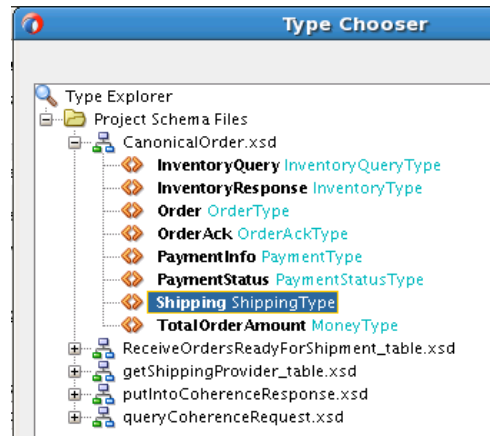 Type Chooser
Type Explorer
Project Schema Files
CanonicalOrder.xsd
InventoryQuery InventoryQueryType
InventoryResponse InventoryType
Order OrderType
OrderAck OrderAckType
PaymentInfo PaymentType
PaymentStatus PaymentStatusType
Shipping ShippingType
TotalOrderAmount MoneyType
ReceiveOrdersReadyForShipment_table.xsd
getShippingProvider_table.xsd
putIntoCoherenceResponse.xsd
queryCoherenceRequest.xsd